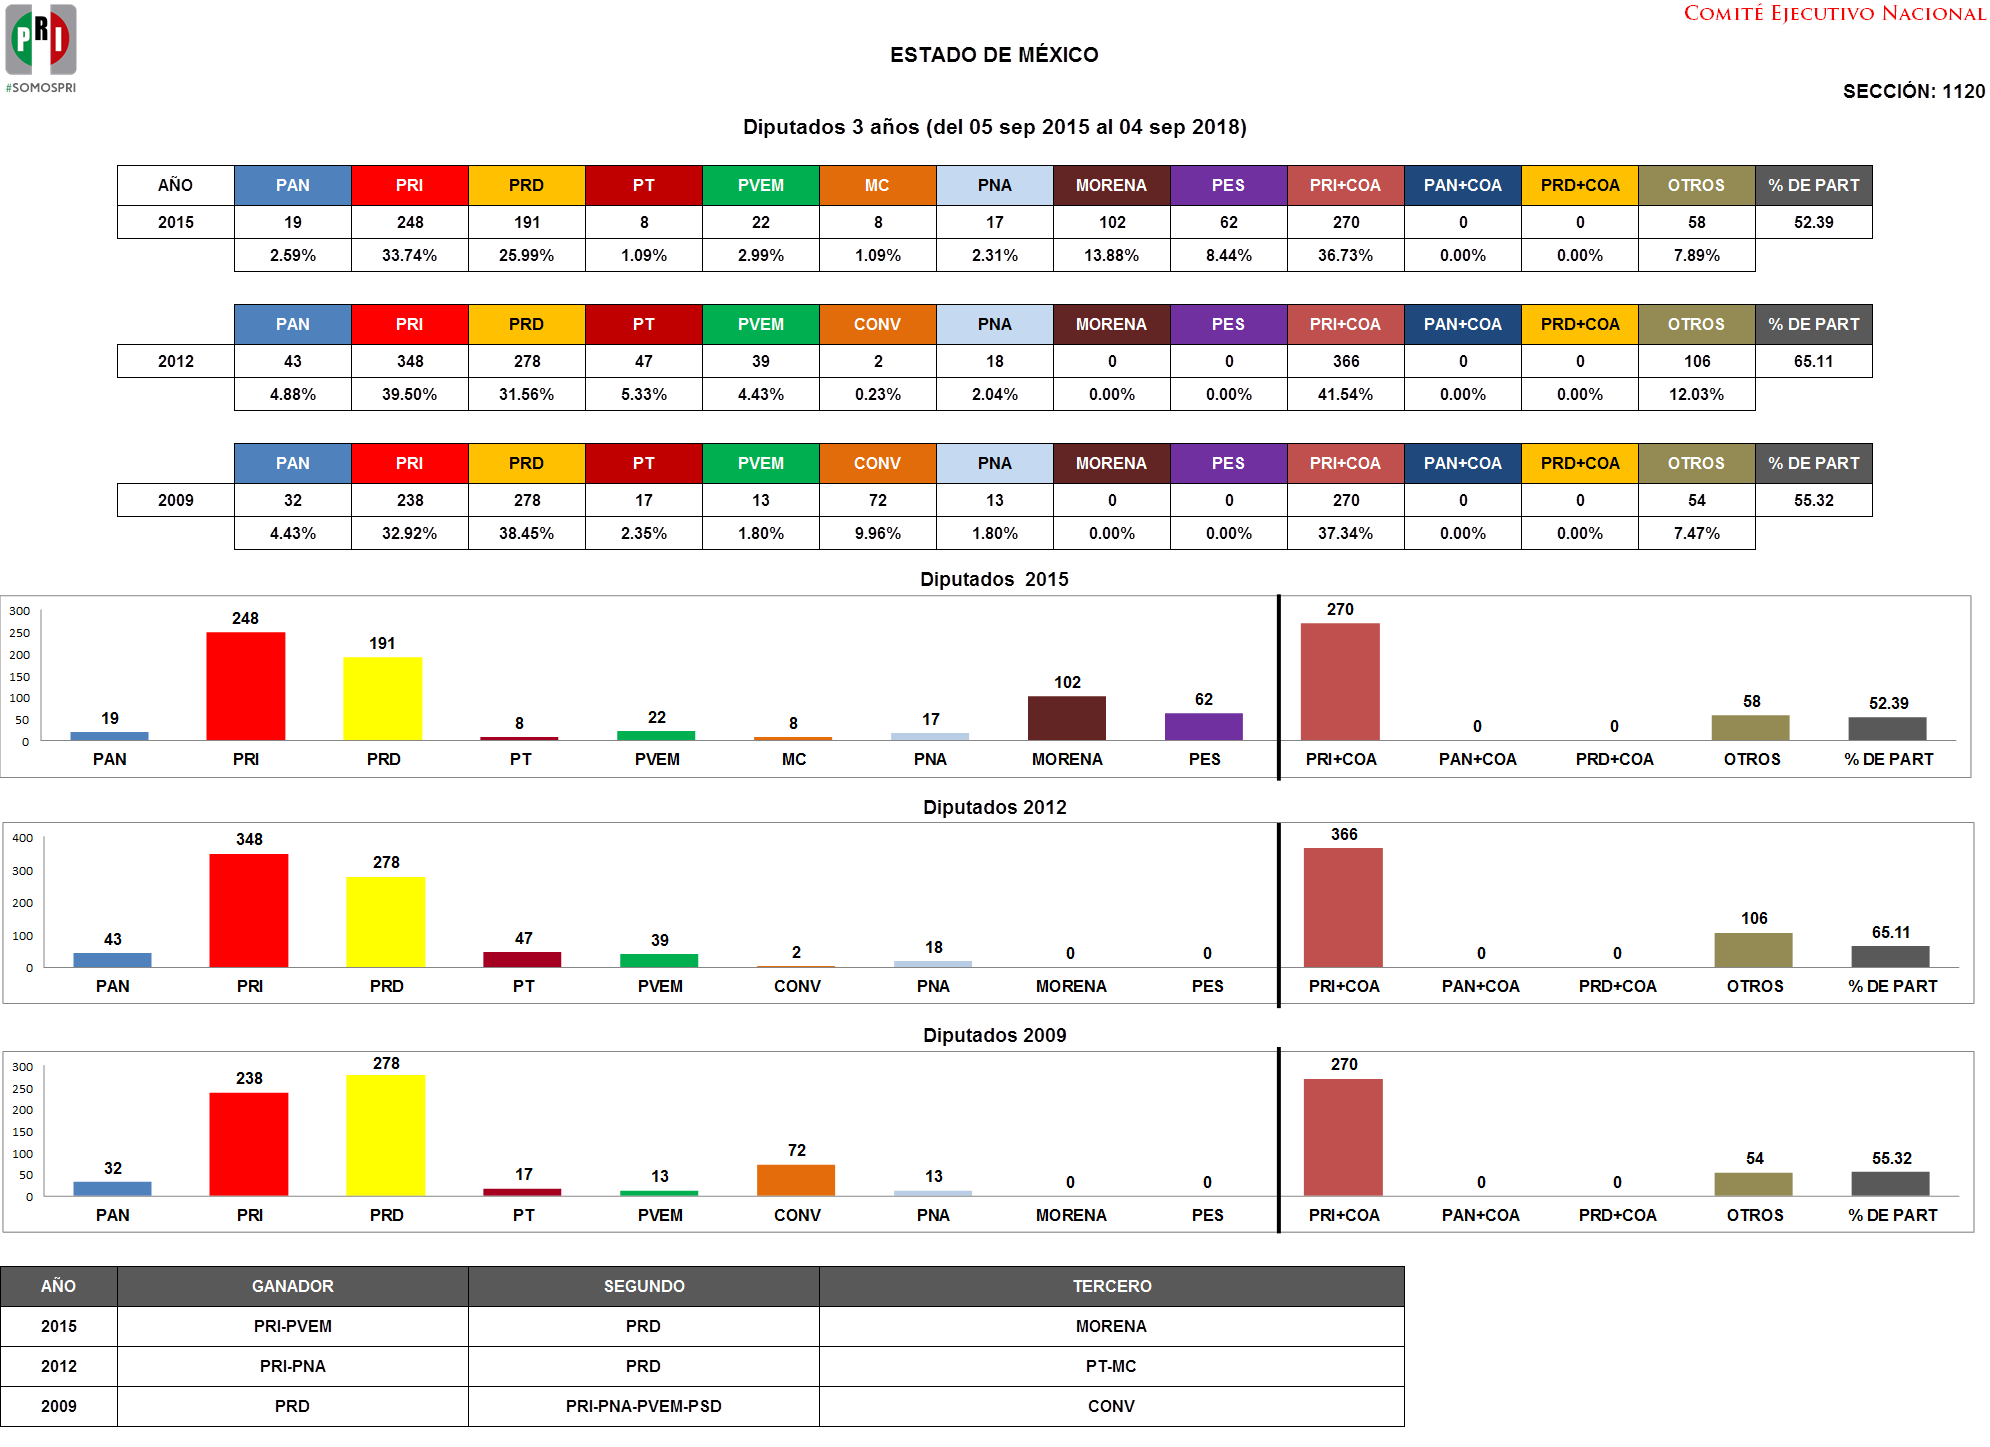 PRI
#SOMOSPRI
COMITÉ EJECUTIVO NACIONAL
ESTADO DE MÉXICO
SECCIÓN: 1120
Diputados 3 años (del 05 sep 2015 al 04 sep 2018)
AÑO PAN PRI PRD PT PVEM MC PNA MORENA PES PRI+COA PAN+COA PRD+COA OTROS % DE PART
2015 19 248 191 8 22 8 17 102 62 270 0 0 58 52.39
2.59% 33.74% 25.99% 1.09% 2.99% 1.09% 2.31% 13.88% 8.44% 36.73% 0.00% 0.00% 7.89%
PAN PRI PRD PT PVEM CONV PNA MORENA PES PRI+COA PAN+COA PRD+COA OTROS % DE PART
2012 43 348 278 47 39 2 18 0 0 366 0 0 106 65.11
4.88% 39.50% 31.56% 5.33% 4.43% 0.23% 2.04% 0.00% 0.00% 41.54% 0.00% 0.00% 12.03%
PAN PRI PRD PT PVEM CONV PNA MORENA PES PRI+COA PAN+COA PRD+COA OTROS % DE PART
2009 32 238 278 17 13 72 13 0 0 270 0 0 54 55.32
4.43% 32.92% 38.45% 2.35% 1.80% 9.96% 1.80% 0.00% 0.00% 37.34% 0.00% 0.00% 7.47%
Diputados 2015
300
250
200
150
100
50
0
19 248 191 8 22 8 17 102 62 270 0 0 58 52.39
PAN PRI PRD PT PVEM MC PNA MORENA PES PRI+COA PAN+COA PRD+COA OTROS % DE PART
Diputados 2012
400
300
200
100
0
43 348 278 47 39 2 18 0 0 366 0 0 106 65.11
PAN PRI PRD PT PVEM CONV PNA MORENA PES PRI+COA PAN+COA PRD+COA OTROS % DE PART
Diputados 2009
300
250
200
150
100
50
0
32 238 278 17 13 72 13 0 0 270 0 0 54 55.32
PAN PRI PRD PT PVEM CONV PNA MORENA PES PRI+COA PAN+COA PRD+COA OTROS % DE PART
AÑO GANADOR SEGUNDO TERCERO
2015 PRI-PVEM PRD MORENA
2012 PRI-PNA PRD PT-MC
2009 PRD PRI-PNA-PVEM-PSD CONV